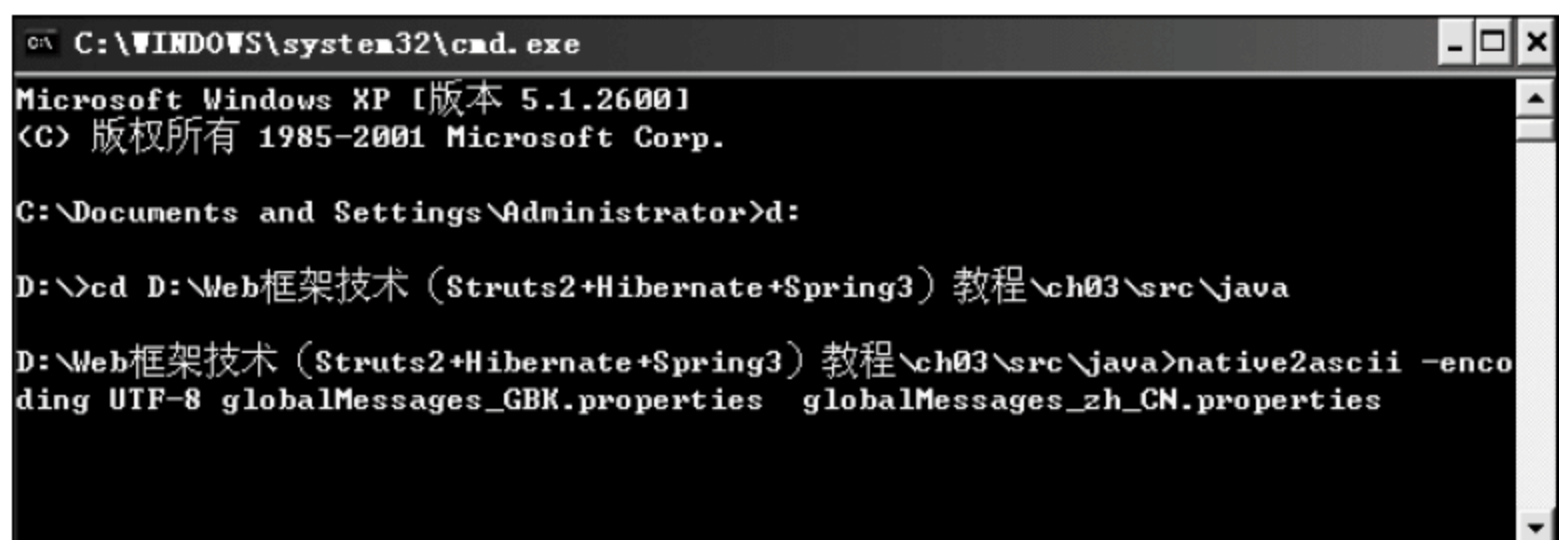 C:\WINDOWS\system32\cmd.exe
Microsoft Windows XP [版本 5.1.2600]
(C) 版权所有 1985-2001 Microsoft Corp.
C:\Documents and Settings\Administrator>d:
D:\>cd D:\Web框架技术（Struts2+Hibernate+Spring3）教程\ch03\src\java
D:\Web框架技术（Struts2+Hibernate+Spring3）教程\ch03\src\java>native2ascii -enco
ding UTF-8 globalMessages_GBK.properties  globalMessages_zh_CN.properties